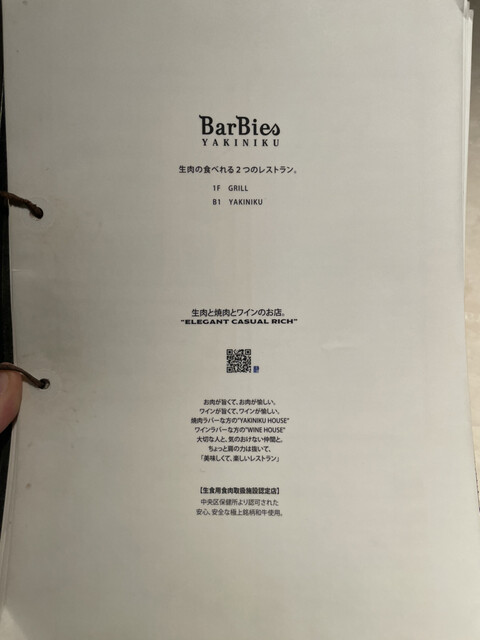 BarBies
YAKINIKU
生肉の食べれる2つのレストラン。
1F GRILL
B1 YAKINIKU
生肉と焼肉とワインのお店。
"ELEGANT CASUAL RICH"
お肉が旨くて、お肉が愉しい。
ワインが旨くて、ワインが愉しい。
焼肉ラバーな方の"YAKINIKU HOUSE"
ワインラバーな方の"WINE HOUSE"
大切な人と、気のおけない仲間と。
ちょっと肩の力は抜いて、
「美味しくて、楽しいレストラン」
【生食用食肉取扱施設認定店】
中央区保健所より認可された
安心、安全な極上銘柄和牛使用。